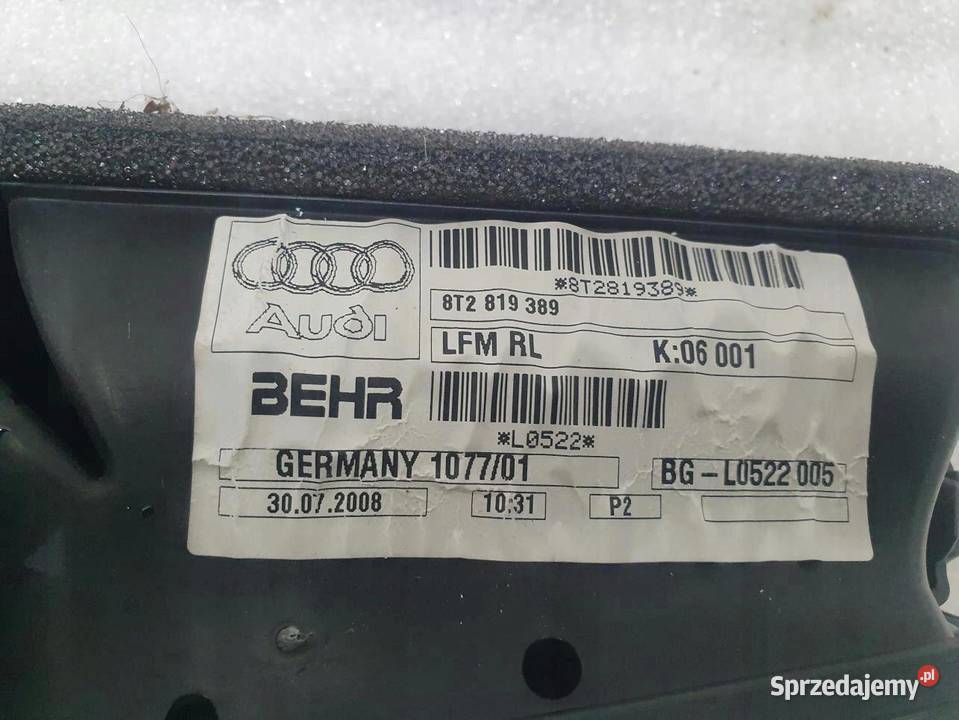 *8T2819389*
8T2 819 389
Audi
LFM RL K:06 001
BEHR
*L0522*
GERMANY 1077/01 BG - L0522 005
30.07.2008 10:31 P2
Sprzedajemy.pl